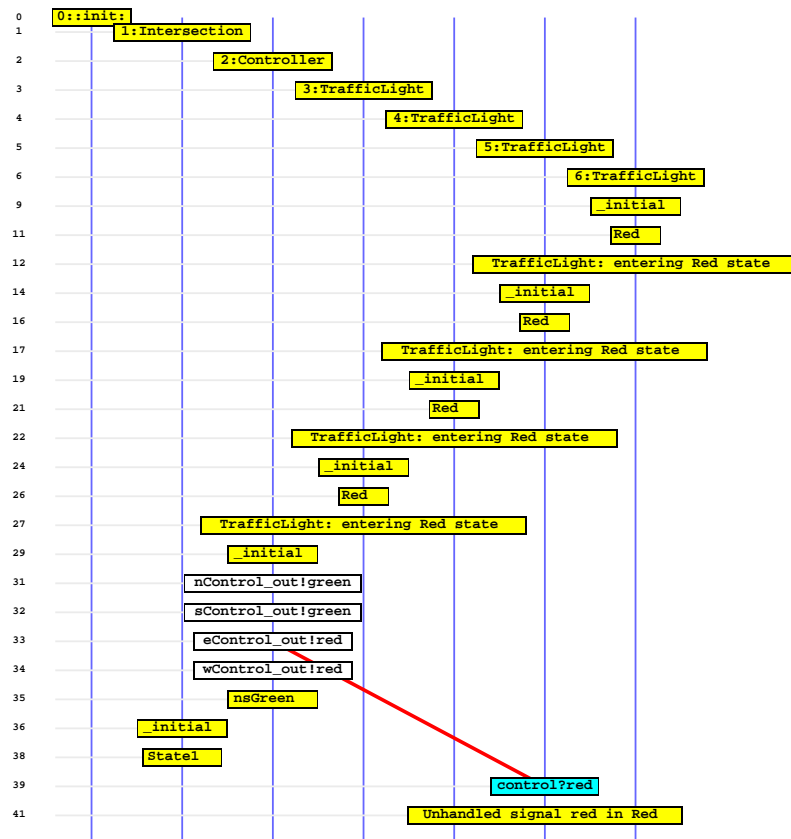 0 0::init:
1 1:Intersection
2 2:Controller
3 3:TrafficLight
4 4:TrafficLight
5 5:TrafficLight
6 6:TrafficLight
9 _initial
11 Red
12 TrafficLight: entering Red state
14 _initial
16 Red
17 TrafficLight: entering Red state
19 _initial
21 Red
22 TrafficLight: entering Red state
24 _initial
26 Red
27 TrafficLight: entering Red state
29 _initial
31 nControl_out!green
32 sControl_out!green
33 eControl_out!red
34 wControl_out!red
35 nsGreen
36 _initial
38 State1
39 control?red
41 Unhandled signal red in Red